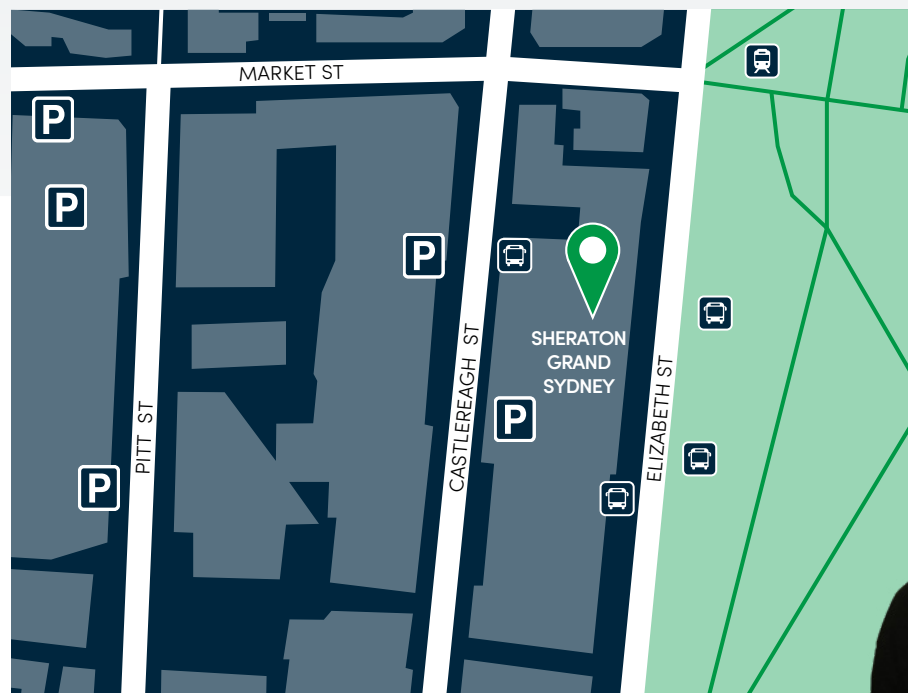 MARKET ST
P
P
P
SHERATON
GRAND
SYDNEY
P
P
PITT ST
CASTLEREAGH ST
ELIZABETH ST